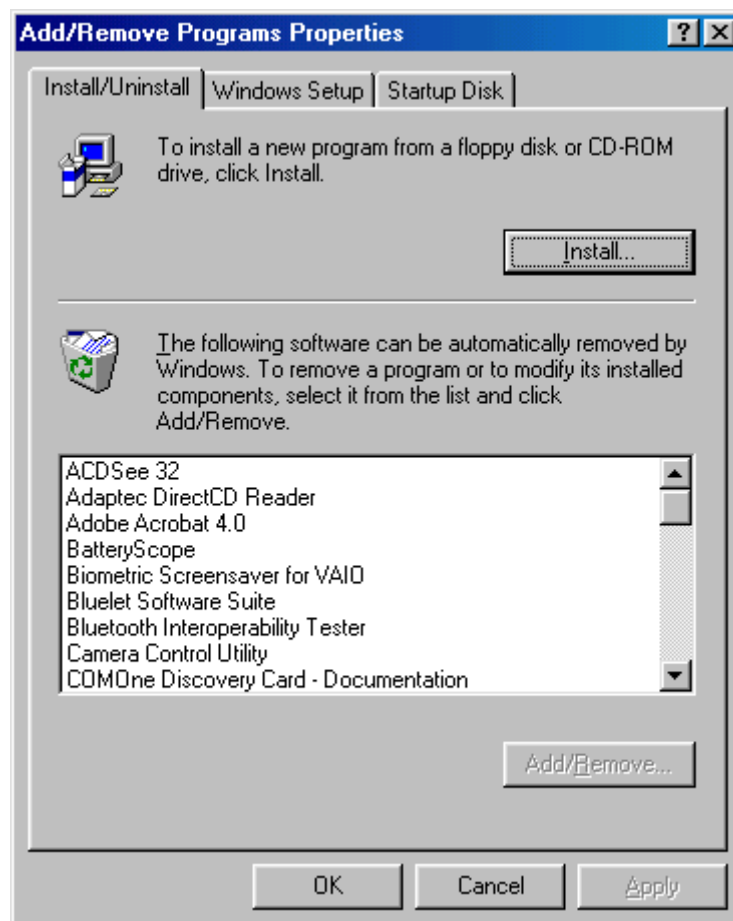 Add/Remove Programs Properties
Install/Uninstall Windows Setup Startup Disk
To install a new program from a floppy disk or CD-ROM
drive, click Install.
Install...
The following software can be automatically removed by
Windows. To remove a program or to modify its installed
components, select it from the list and click
Add/Remove.
ACDSee 32
Adaptec DirectCD Reader
Adobe Acrobat 4.0
BatteryScope
Biometric Screensaver for VAIO
Bluelet Software Suite
Bluetooth Interoperability Tester
Camera Control Utility
COMOne Discovery Card - Documentation
Add/Remove...
OK Cancel Apply